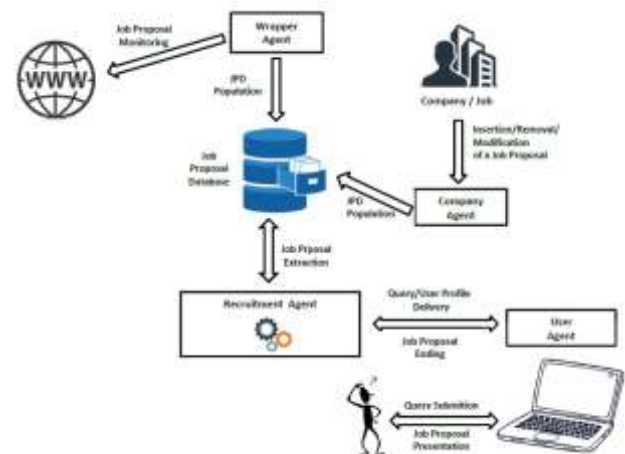 Job Proposal
Monitoring
Wrapper
Agent
WWW
JPD
Population
Company / Job
Insertion/Removal/
Modification
of a Job Proposal
Job
Proposal
Database
JPD
Population
Company
Agent
Job Prposal
Extraction
Recruitment Agent
Query/User Profile
Delivery
Job Proposal
Ending
User
Agent
Query Submition
Job Proposal
Presentation